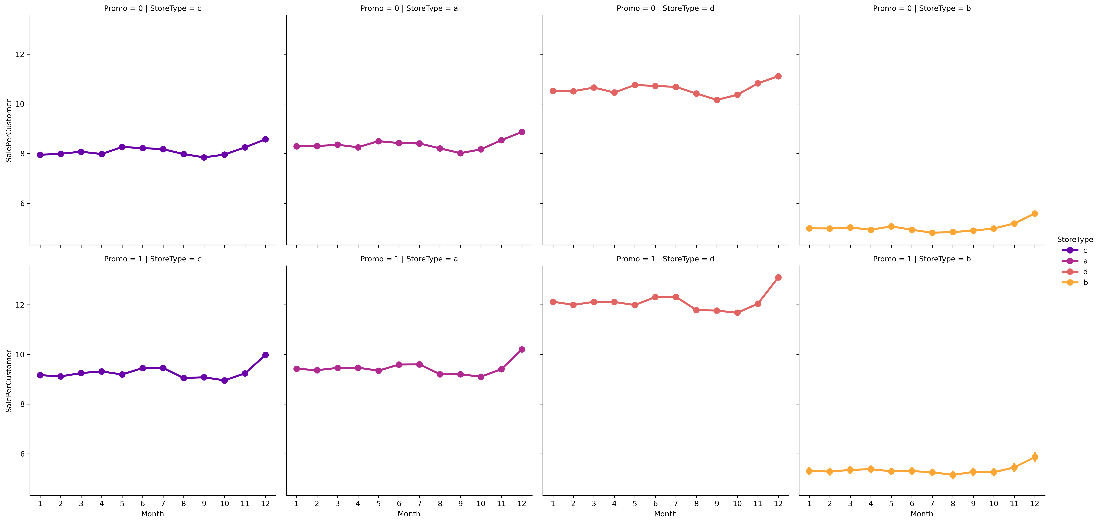 Promo = 0 | StoreType = c
Promo = 0 | StoreType = a
Promo = 0 | StoreType = d
Promo = 0 | StoreType = b
SalePerCustomer
12
10
8
6
Promo = 1 | StoreType = c
Promo = 1 | StoreType = a
Promo = 1 | StoreType = d
Promo = 1 | StoreType = b
StoreType
c
a
d
b
SalePerCustomer
12
10
8
6
1 2 3 4 5 6 7 8 9 10 11 12
1 2 3 4 5 6 7 8 9 10 11 12
1 2 3 4 5 6 7 8 9 10 11 12
1 2 3 4 5 6 7 8 9 10 11 12
Month
Month
Month
Month